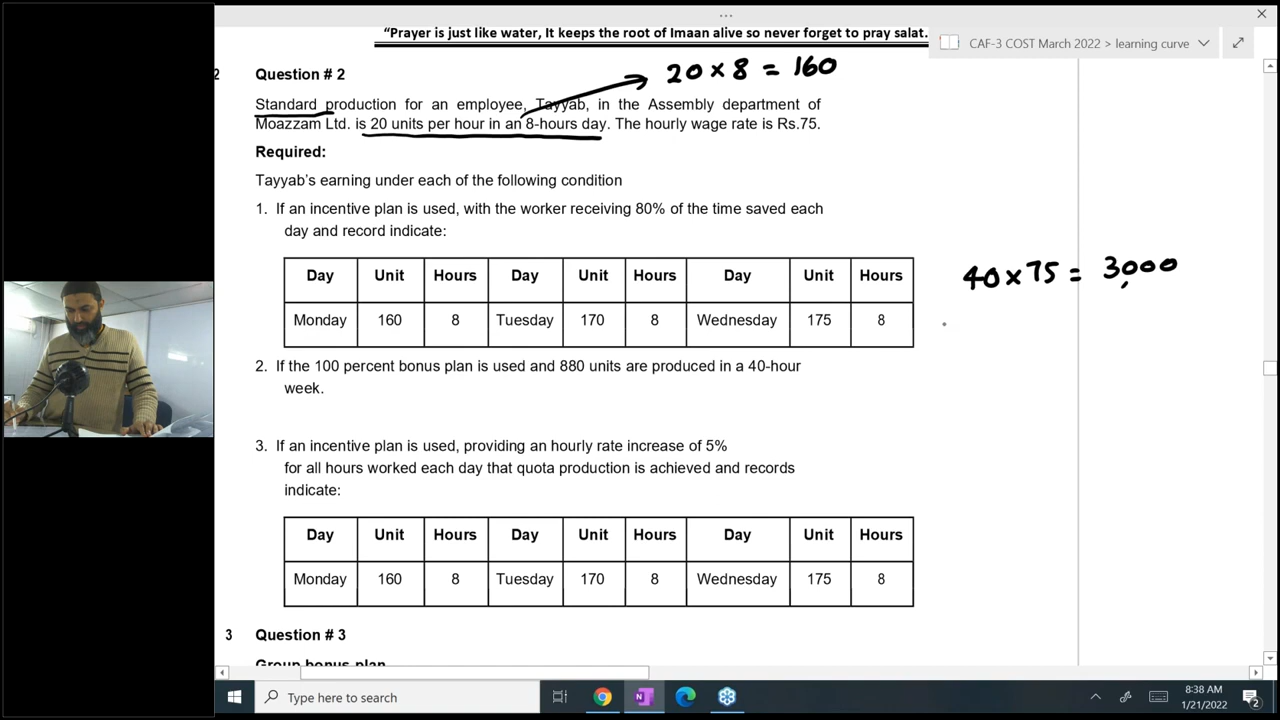 “Prayer is just like water, It keeps the root of Imaan alive so never forget to pray salat.
CAF-3 COST March 2022 > learning curve
2 Question # 2
20 × 8 = 160
Standard production for an employee, Tayyab, in the Assembly department of
Moazzam Ltd. is 20 units per hour in an 8-hours day. The hourly wage rate is Rs.75.
Required:
Tayyab’s earning under each of the following condition
1. If an incentive plan is used, with the worker receiving 80% of the time saved each
day and record indicate:
Day Unit Hours Day Unit Hours Day Unit Hours
40 × 75 = 3,000
Monday 160 8 Tuesday 170 8 Wednesday 175 8
2. If the 100 percent bonus plan is used and 880 units are produced in a 40-hour
week.
3. If an incentive plan is used, providing an hourly rate increase of 5%
for all hours worked each day that quota production is achieved and records
indicate:
Day Unit Hours Day Unit Hours Day Unit Hours
Monday 160 8 Tuesday 170 8 Wednesday 175 8
3 Question # 3
Group bonus plan
Type here to search
8:38 AM
1/21/2022
2